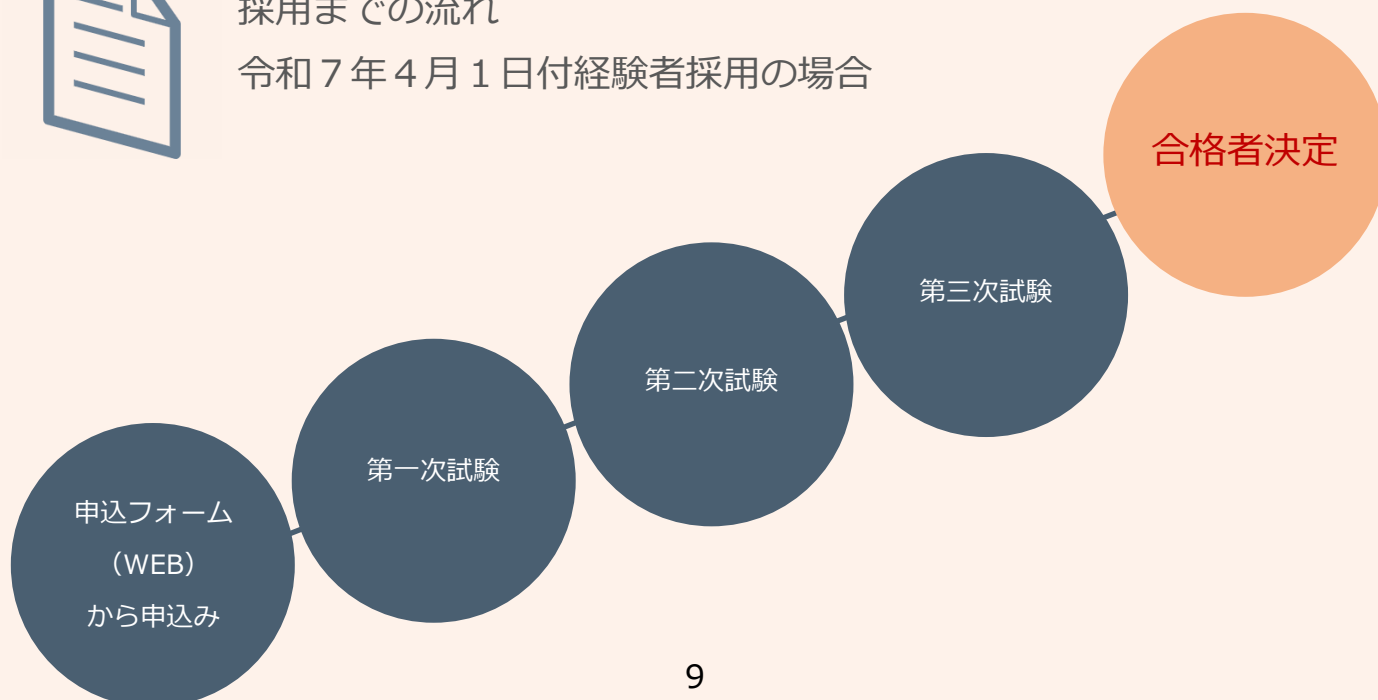 採用までの流れ
令和７年４月１日付経験者採用の場合
合格者決定
第三次試験
第二次試験
第一次試験
申込フォーム
（WEB）
から申込み
9